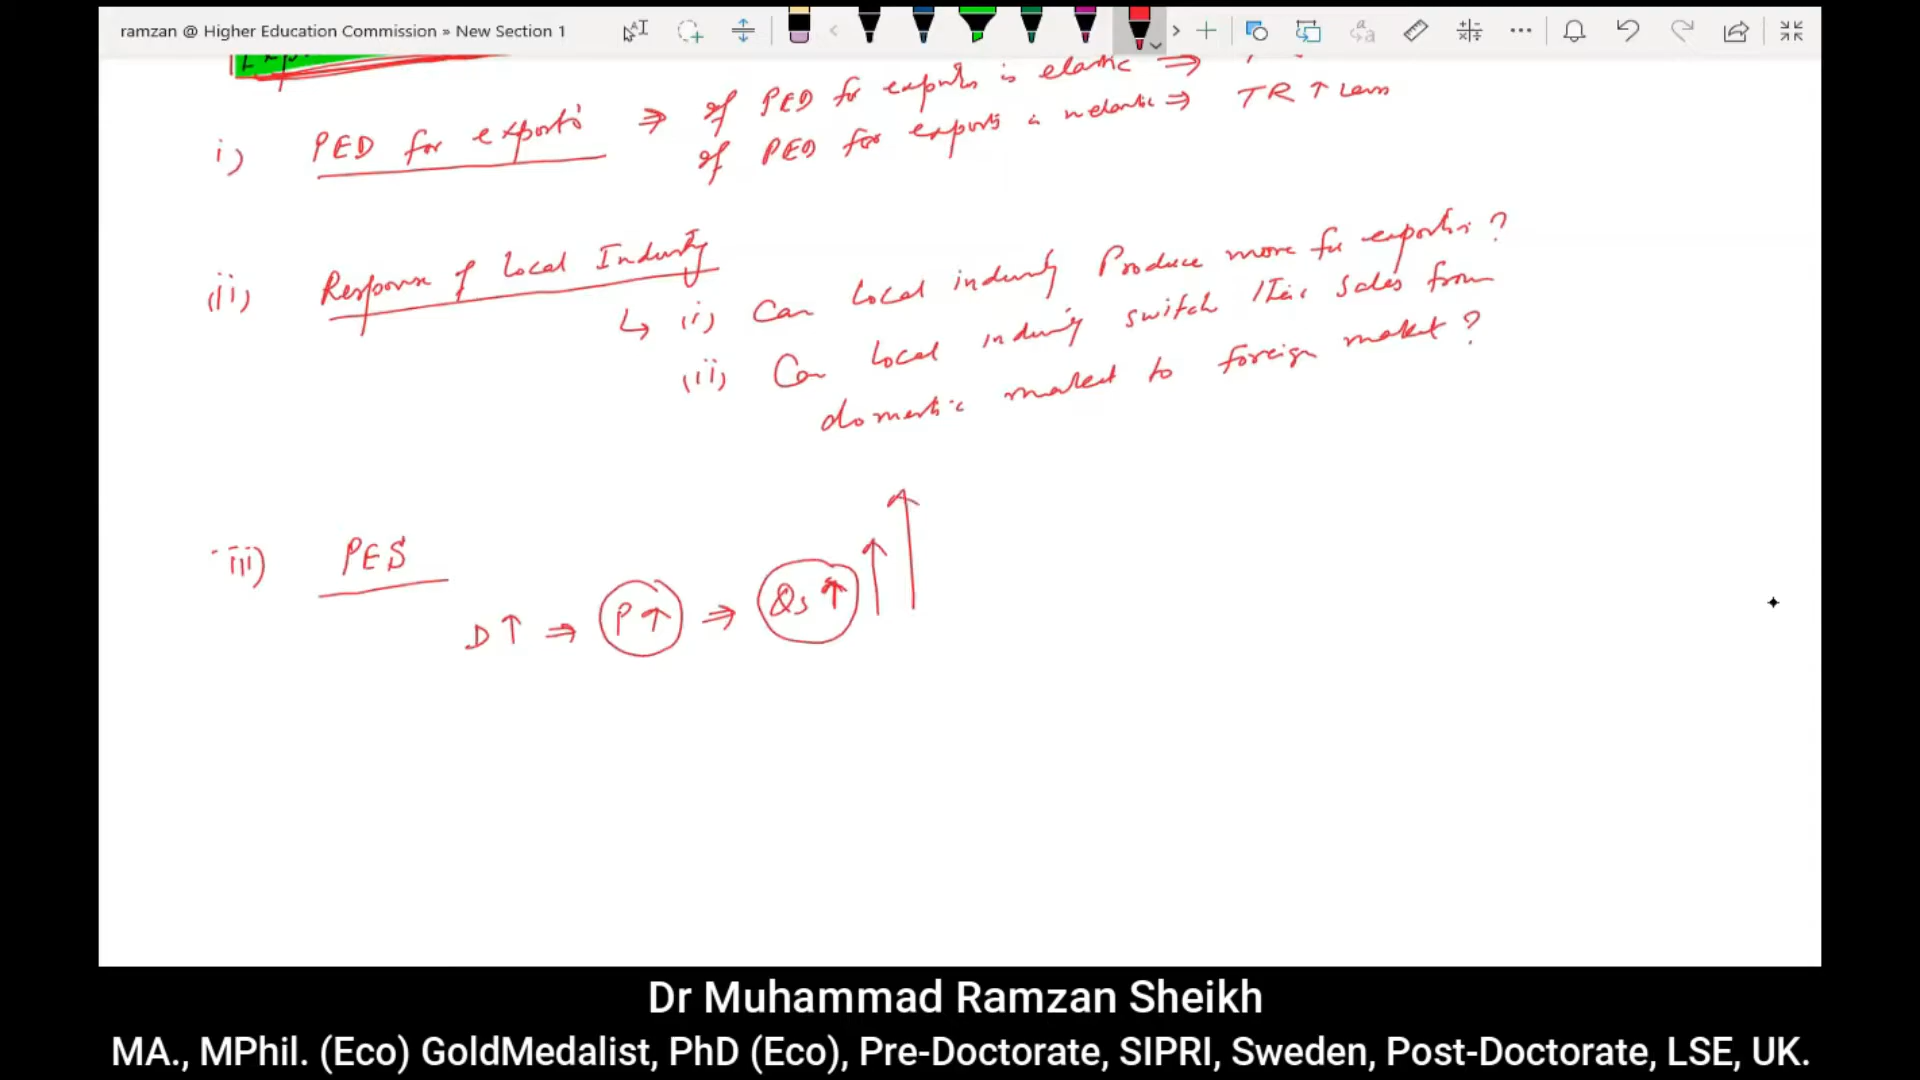 ramzan @ Higher Education Commission » New Section 1
i) PED for exports ⇒ If PED for exports is elastic ⇒
If PED for exports is inelastic ⇒ TR ↑ Less
(ii) Response of Local Industry
↳ (i) Can local industry Produce more for exports?
(ii) Can local industry switch their sales from
domestic market to foreign market?
iii) PES
D↑ ⇒ P↑ ⇒ Qs↑ ↑ ↑
Dr Muhammad Ramzan Sheikh
MA., MPhil. (Eco) GoldMedalist, PhD (Eco), Pre-Doctorate, SIPRI, Sweden, Post-Doctorate, LSE, UK.